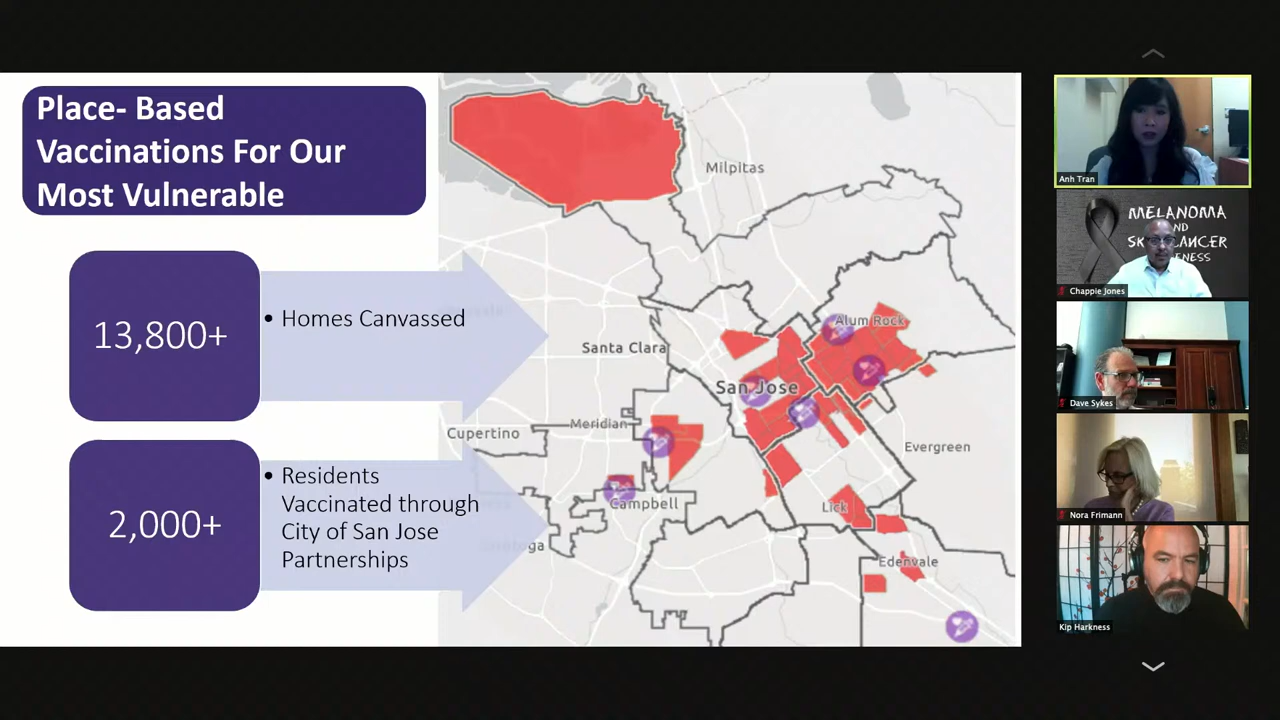 Place- Based
Vaccinations For Our
Most Vulnerable
13,800+
• Homes Canvassed
2,000+
• Residents
Vaccinated through
City of San Jose
Partnerships
Milpitas
Alum Rock
Santa Clara
San Jose
Meridian
Cupertino
Evergreen
Campbell
Lick
Edenvale
Anh Tran
MELANOMA
AND
SKIN CANCER
Chappie Jones
Dave Sykes
Nora Frimann
Kip Harkness